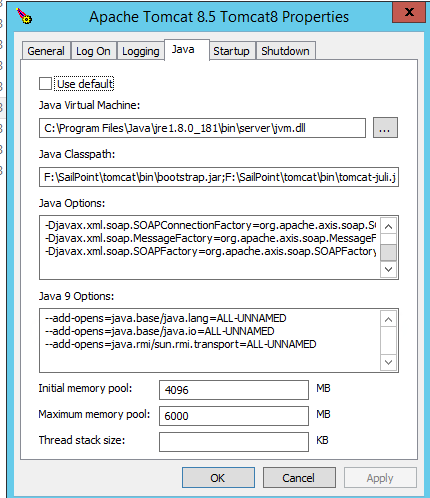 Apache Tomcat 8.5 Tomcat8 Properties
x
General Log On Logging Java Startup Shutdown
Use default
Java Virtual Machine:
C:\Program Files\Java\jre1.8.0_181\bin\server\jvm.dll
...
Java Classpath:
F:\SailPoint\tomcat\bin\bootstrap.jar;F:\SailPoint\tomcat\bin\tomcat-juli.j
Java Options:
-Djavax.xml.soap.SOAPConnectionFactory=org.apache.axis.soap.SO
-Djavax.xml.soap.MessageFactory=org.apache.axis.soap.MessageF
-Djavax.xml.soap.SOAPFactory=org.apache.axis.soap.SOAPFactory
Java 9 Options:
--add-opens=java.base/java.lang=ALL-UNNAMED
--add-opens=java.base/java.io=ALL-UNNAMED
--add-opens=java.rmi/sun.rmi.transport=ALL-UNNAMED
Initial memory pool: 4096 MB
Maximum memory pool: 6000 MB
Thread stack size: KB
OK Cancel Apply